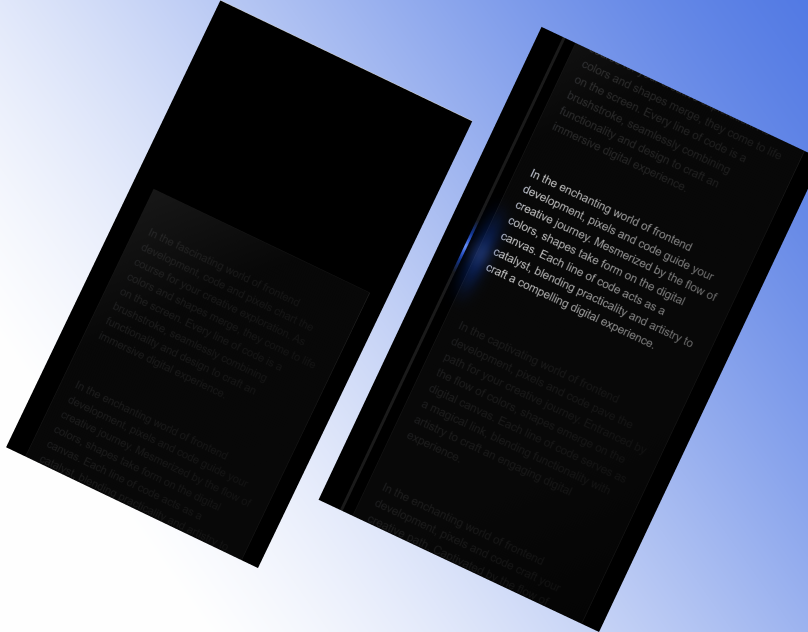 In the fascinating world of frontend
development, code and pixels chart the
course for your creative exploration. As
colors and shapes merge, they come to life
on the screen. Every line of code is a
brushstroke, seamlessly combining
functionality and design to craft an
immersive digital experience.
In the enchanting world of frontend
development, pixels and code guide your
creative journey. Mesmerized by the flow of
colors, shapes take form on the digital
canvas. Each line of code acts as a
colors and shapes merge, they come to life
on the screen. Every line of code is a
brushstroke, seamlessly combining
functionality and design to craft an
immersive digital experience.
In the enchanting world of frontend
development, pixels and code guide your
creative journey. Mesmerized by the flow of
colors, shapes take form on the digital
canvas. Each line of code acts as a
catalyst, blending practicality and artistry to
craft a compelling digital experience.
In the captivating world of frontend
development, pixels and code pave the
path for your creative journey. Enhanced by
the flow of colors, shapes emerge on the
digital canvas. Each line of code serves as
a magical link, blending functionality with
artistry to craft an engaging digital
experience.
In the enchanting world of frontend
development, pixels and code craft your